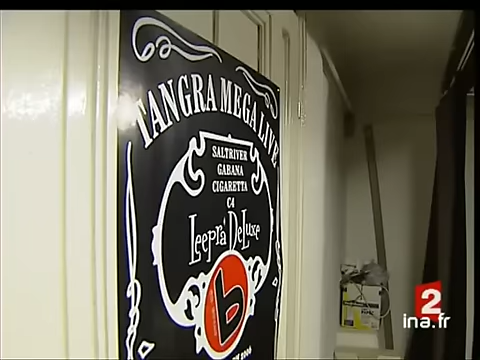 TANGRA MEGA LIVE
SALTRIVER
GABANA
CIGARETTA
C4
Leepra DeLuxe
b
2
ina.fr